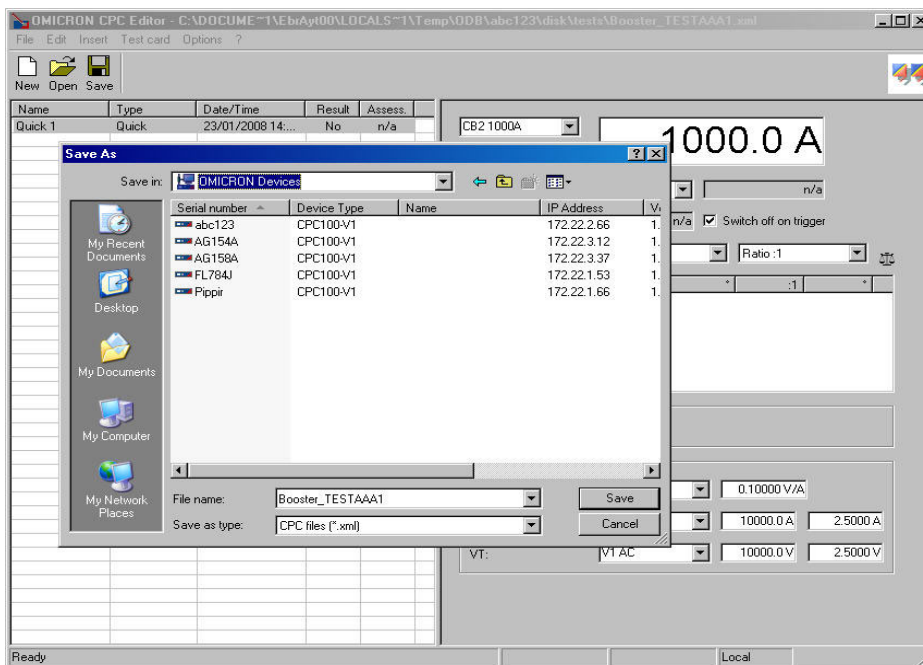 OMICRON CPC Editor - C:\DOCUME~1\EbrAyt00\LOCALS~1\Temp\ODB\abc123\disk\tests\Booster_TESTAAA1.xml
File Edit Insert Test card Options ?
New Open Save
Name Type Date/Time Result Assess.
Quick 1 Quick 23/01/2008 14:... No n/a
CB2 1000A
1000.0 A
n/a
n/a Switch off on trigger
Ratio :1
° :1 °
0.10000 V/A
10000.0 A 2.5000 A
VT: V1 AC 10000.0 V 2.5000 V
Save As
Save in: OMICRON Devices
My Recent
Documents
Desktop
My Documents
My Computer
My Network
Places
Serial number Device Type Name IP Address
abc123 CPC100-V1 172.22.2.66 1.
AG154A CPC100-V1 172.22.3.12 1.
AG158A CPC100-V1 172.22.3.37 1.
FL784J CPC100-V1 172.22.1.53 1.
Pippir CPC100-V1 172.22.1.66 1.
File name: Booster_TESTAAA1 Save
Save as type: CPC files (*.xml) Cancel
Ready Local